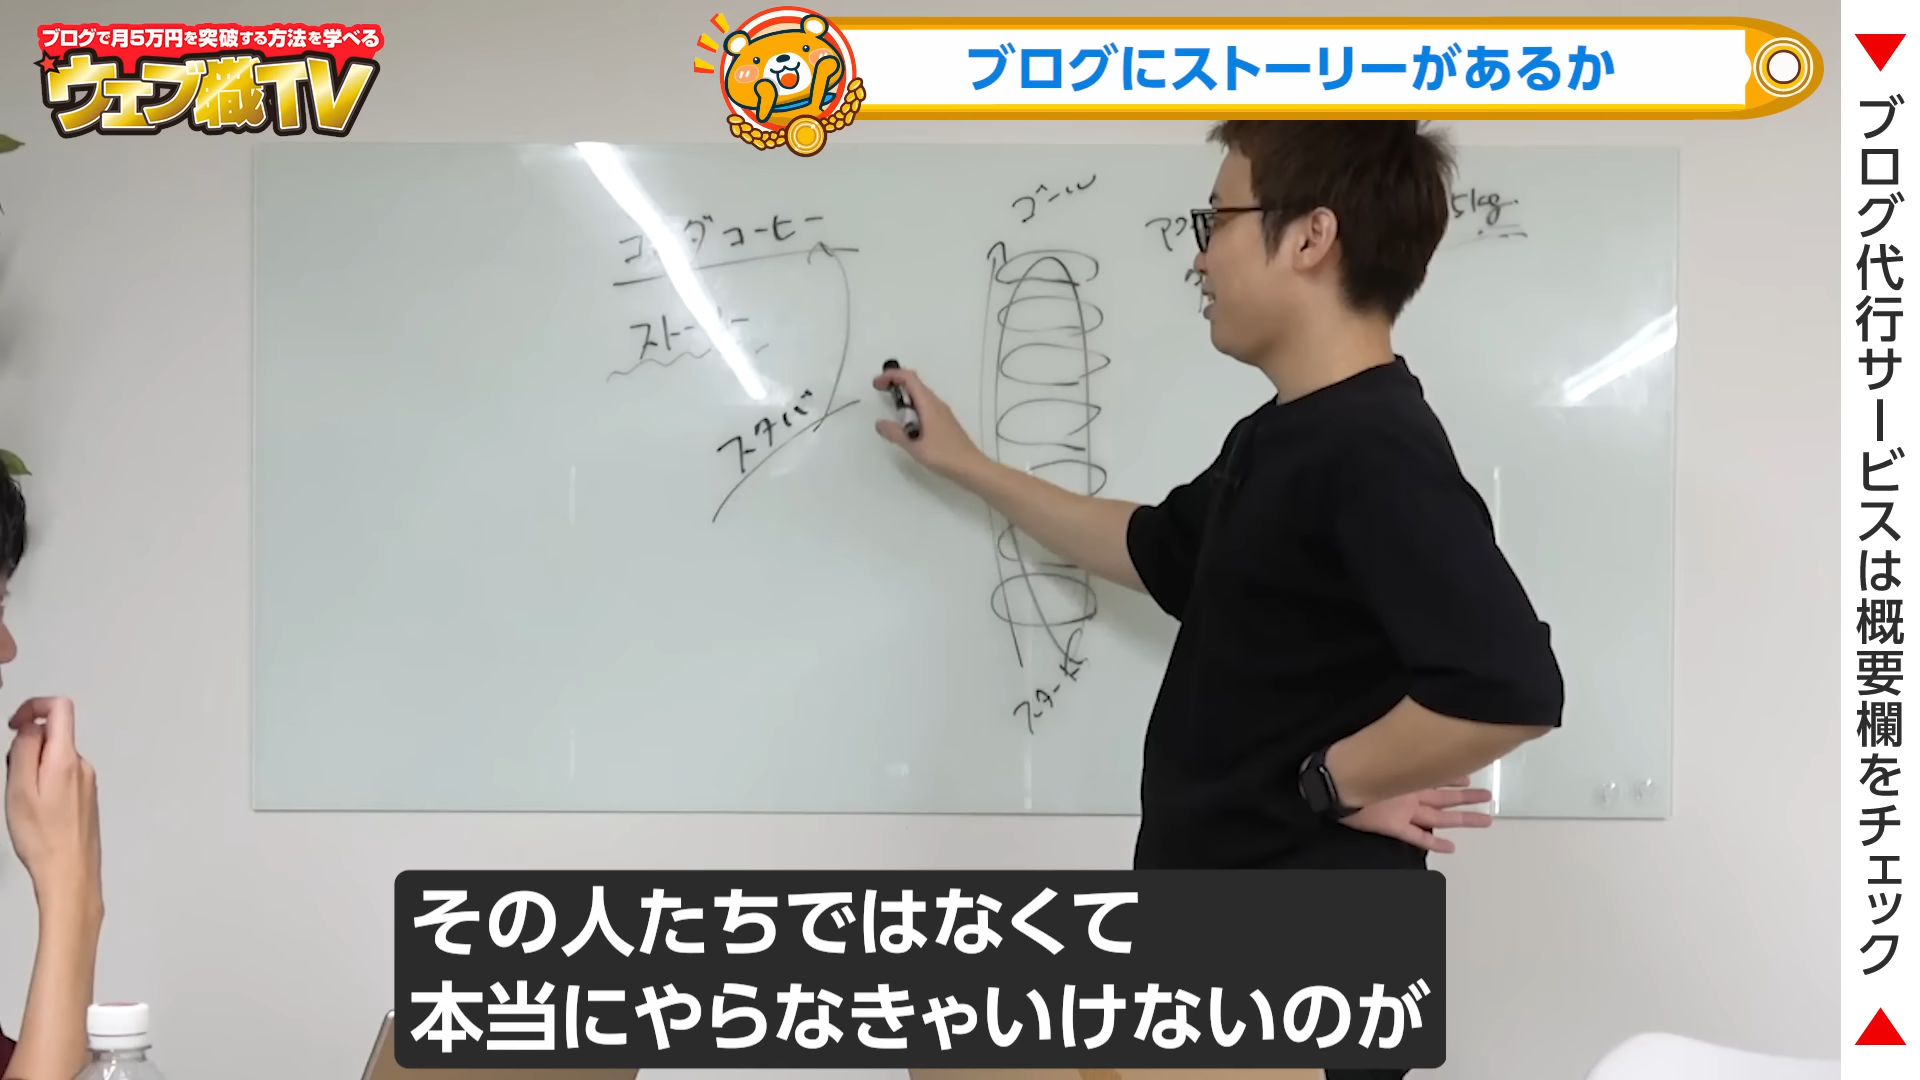 ブログで月5万円を突破する方法を学べる
ウェブ職TV
ブログにストーリーがあるか
▼ブログ代行サービスは概要欄をチェック▲
コメダコーヒー
ストーリー
スタバ
ゴール
スタート
5kg
その人たちではなくて
本当にやらなきゃいけないのが